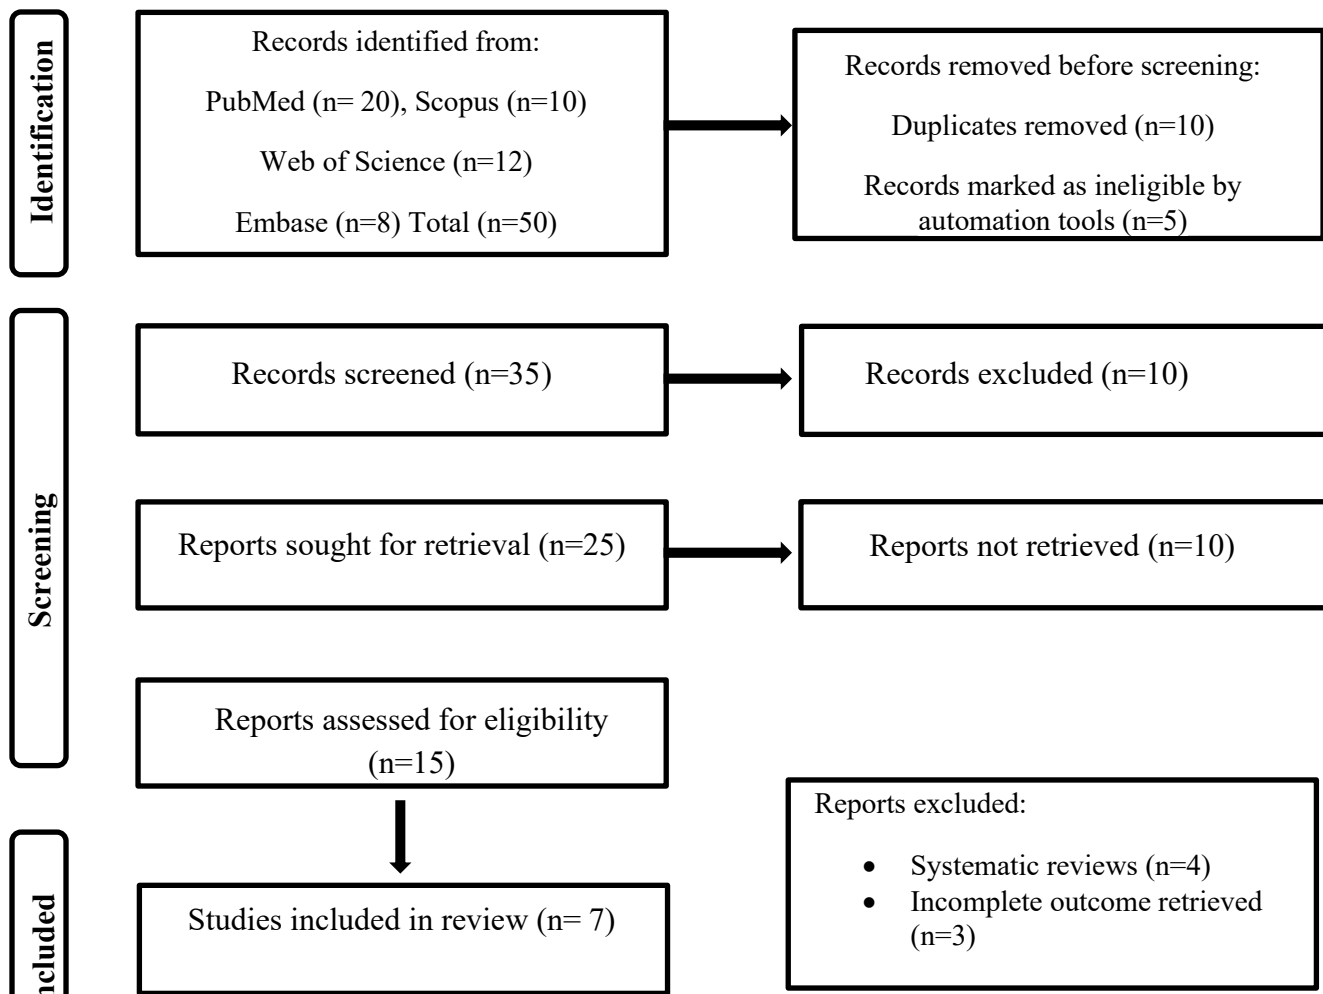 Identification
Records identified from:
PubMed (n= 20), Scopus (n=10)
Web of Science (n=12)
Embase (n=8) Total (n=50)
Records removed before screening:
Duplicates removed (n=10)
Records marked as ineligible by
automation tools (n=5)
Screening
Records screened (n=35)
Records excluded (n=10)
Reports sought for retrieval (n=25)
Reports not retrieved (n=10)
Reports assessed for eligibility
(n=15)
Reports excluded:
• Systematic reviews (n=4)
• Incomplete outcome retrieved
(n=3)
ncluded
Studies included in review (n= 7)